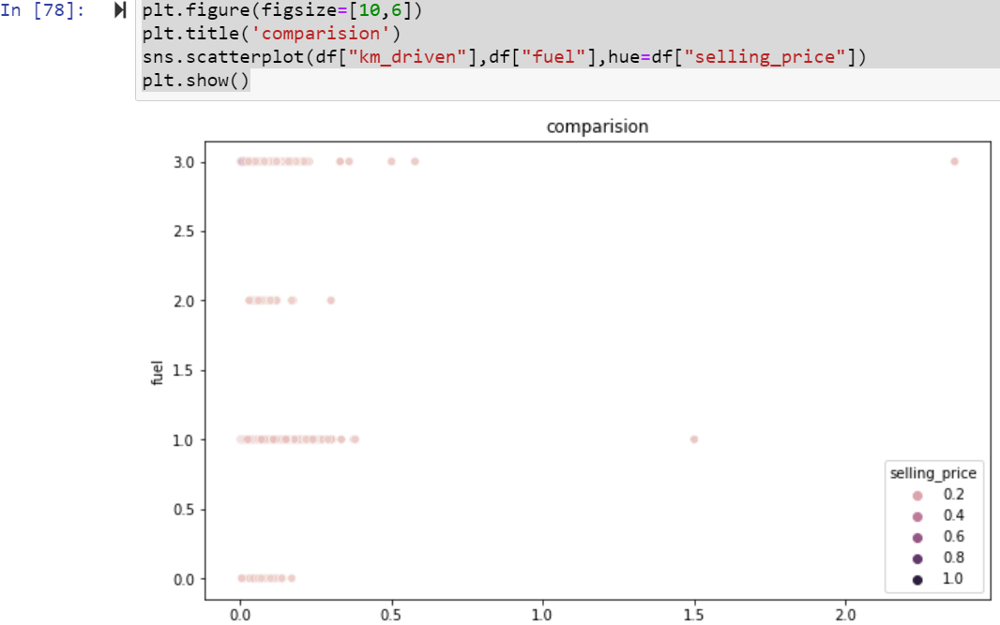 In [78]:
plt.figure(figsize=[10,6])
plt.title('comparision')
sns.scatterplot(df["km_driven"],df["fuel"],hue=df["selling_price"])
plt.show()
comparision
3.0
2.5
2.0
1.5
1.0
0.5
0.0
fuel
selling_price
0.2
0.4
0.6
0.8
1.0
0.0 0.5 1.0 1.5 2.0